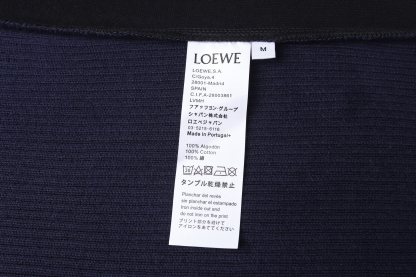 LOEWE
M
LOEWE,S.A.
C/Goya,4
28001-Madrid
SPAIN
C.I.F.A-28003861
LVMH
ファッション・グループ
ジャパン株式会社
ロエベジャパン
03-5216-6116
Made in Portugal
100% Algodón
100% Cotton
100% 綿
タンブル乾燥禁止
Planchar del revés
sin planchar el estampado
Iron inside out and
do not iron on the print
プリント部分を避けて
アイロンをあててください